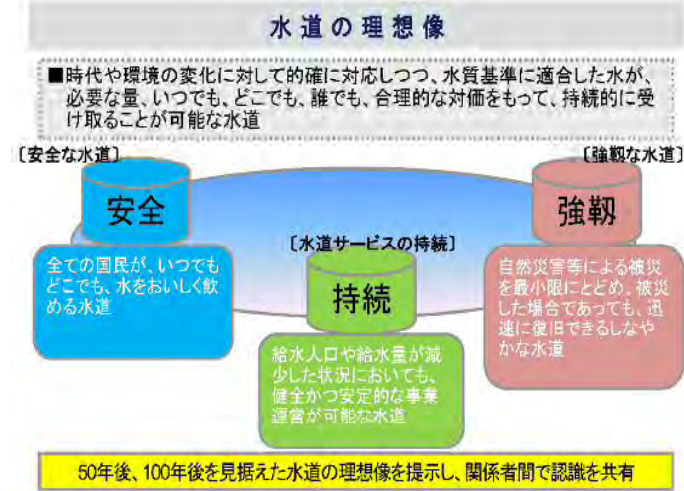 水道の理想像
■時代や環境の変化に対して的確に対応しつつ、水質基準に適合した水が、
必要な量、いつでも、どこでも、誰でも、合理的な対価をもって、持続的に受
け取ることが可能な水道
〔安全な水道〕
〔強靱な水道〕
安全
強靱
〔水道サービスの持続〕
持続
全ての国民が、いつでも
どこでも、水をおいしく飲
める水道
自然災害等による被災
を最小限にとどめ、被災
した場合であっても、迅
速に復旧できるしなや
かな水道
給水人口や給水量が減
少した状況においても、
健全かつ安定的な事業
運営が可能な水道
50年後、100年後を見据えた水道の理想像を提示し、関係者間で認識を共有